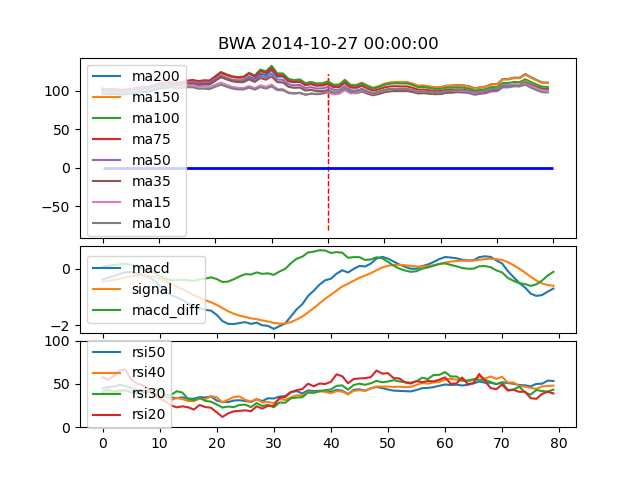 BWA 2014-10-27 00:00:00
100
50
0
−50
ma200
ma150
ma100
ma75
ma50
ma35
ma15
ma10
0
−2
macd
signal
macd_diff
100
50
0
rsi50
rsi40
rsi30
rsi20
0 10 20 30 40 50 60 70 80